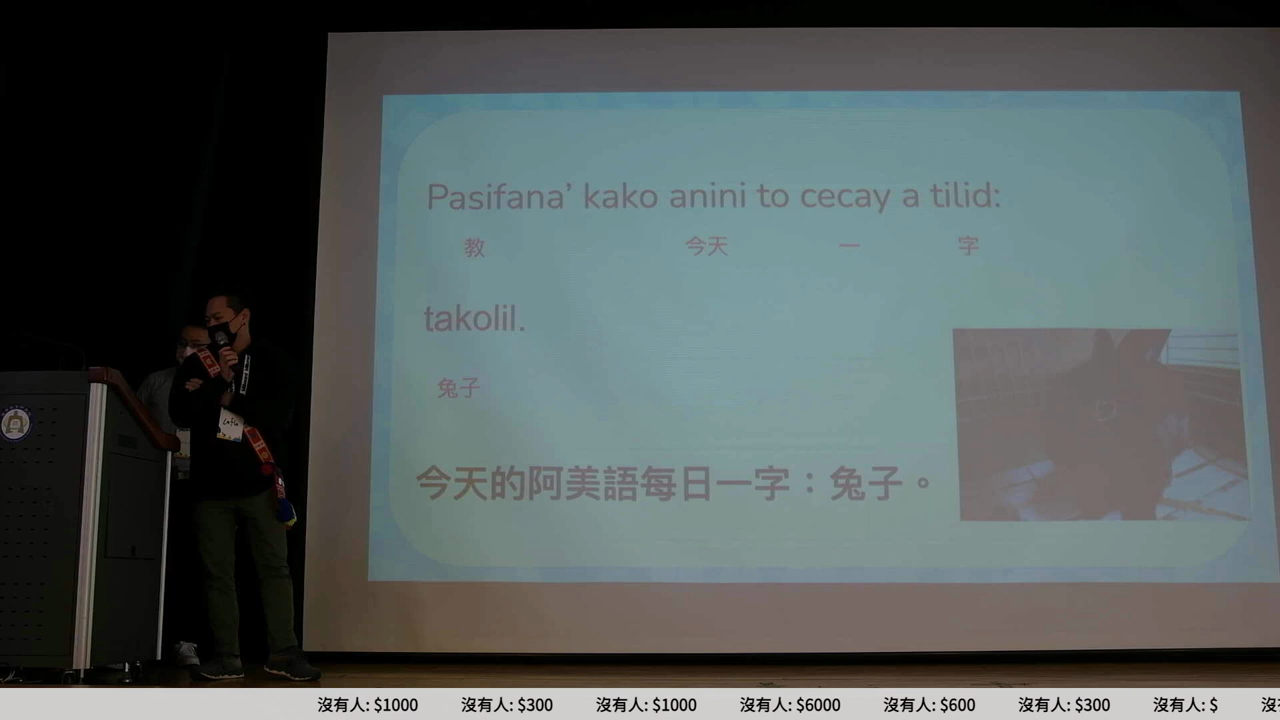 Pasifana’ kako anini to cecay a tilid:
教 今天 一 字
takolil.
兔子
今天的阿美語每日一字：兔子。
沒有人: $1000 沒有人: $300 沒有人: $1000 沒有人: $6000 沒有人: $600 沒有人: $300 沒有人: $ 沒